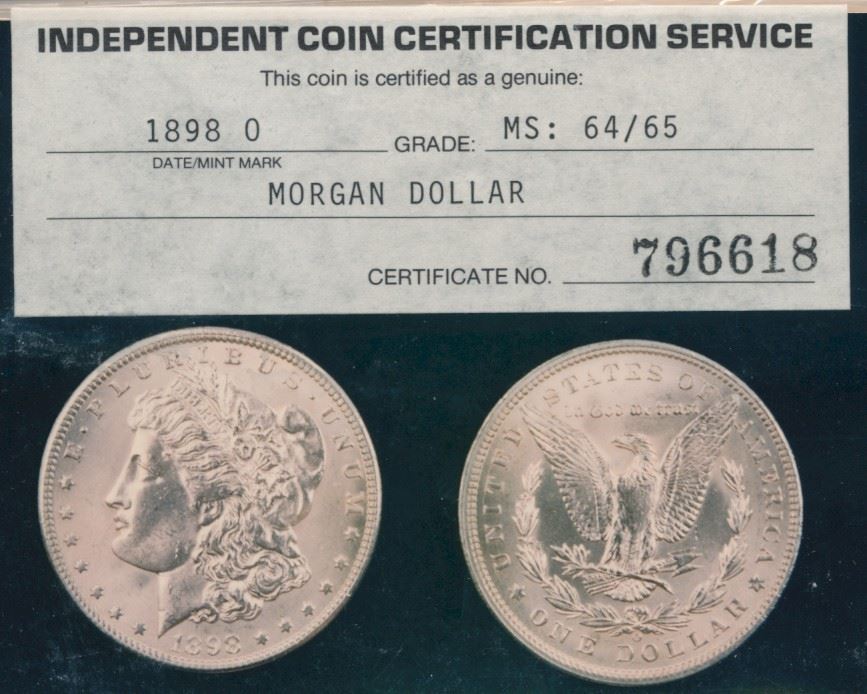 INDEPENDENT COIN CERTIFICATION SERVICE
This coin is certified as a genuine:
1898 O GRADE: MS: 64/65
DATE/MINT MARK
MORGAN DOLLAR
CERTIFICATE NO. 796618
E·PLURIBUS·UNUM
1898
UNITED STATES OF AMERICA
In God we trust
O
ONE DOLLAR